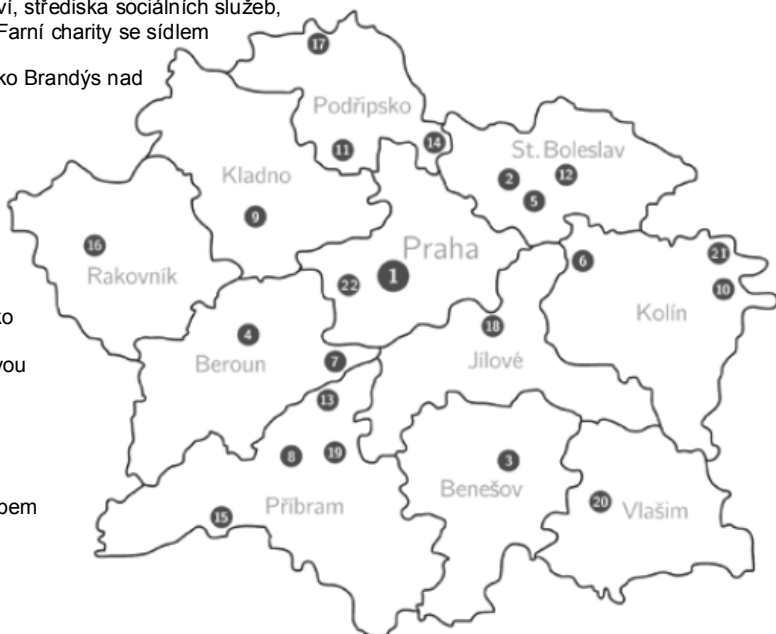 ví, střediska sociálních služeb,
Farní charity se sídlem
17
ko Brandýs nad
Podřipsko
14
11
St. Boleslav
12
2
5
Kladno
9
16
Rakovník
Praha
1
22
6
21
10
Kolín
ko
4
Beroun
18
Jílové
7
vou
13
8
19
3
Benešov
20
Vlašim
Příbram
15
bem